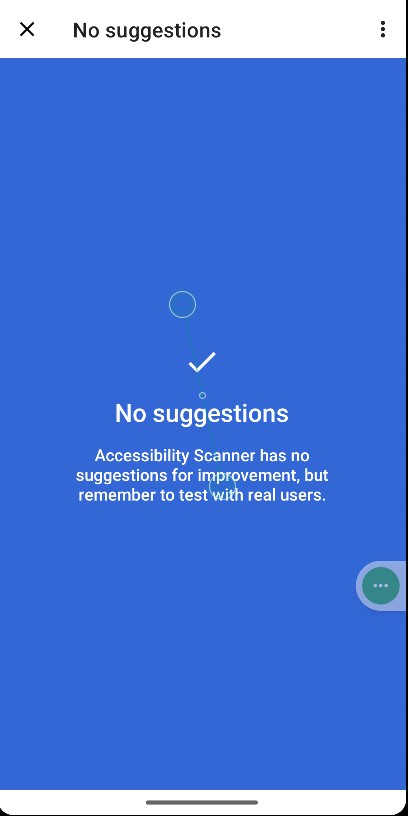 No suggestions
No suggestions
Accessibility Scanner has no
suggestions for improvement, but
remember to test with real users.